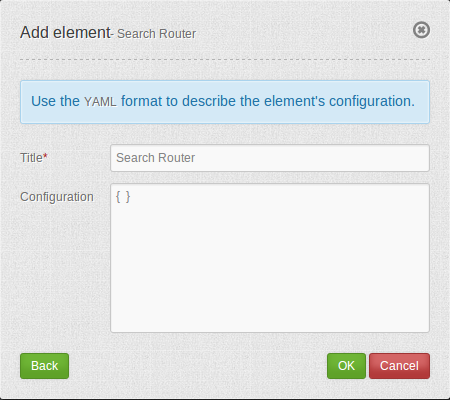 Add element- Search Router
Use the YAML format to describe the element's configuration.
Title* Search Router
Configuration { }
Back OK Cancel